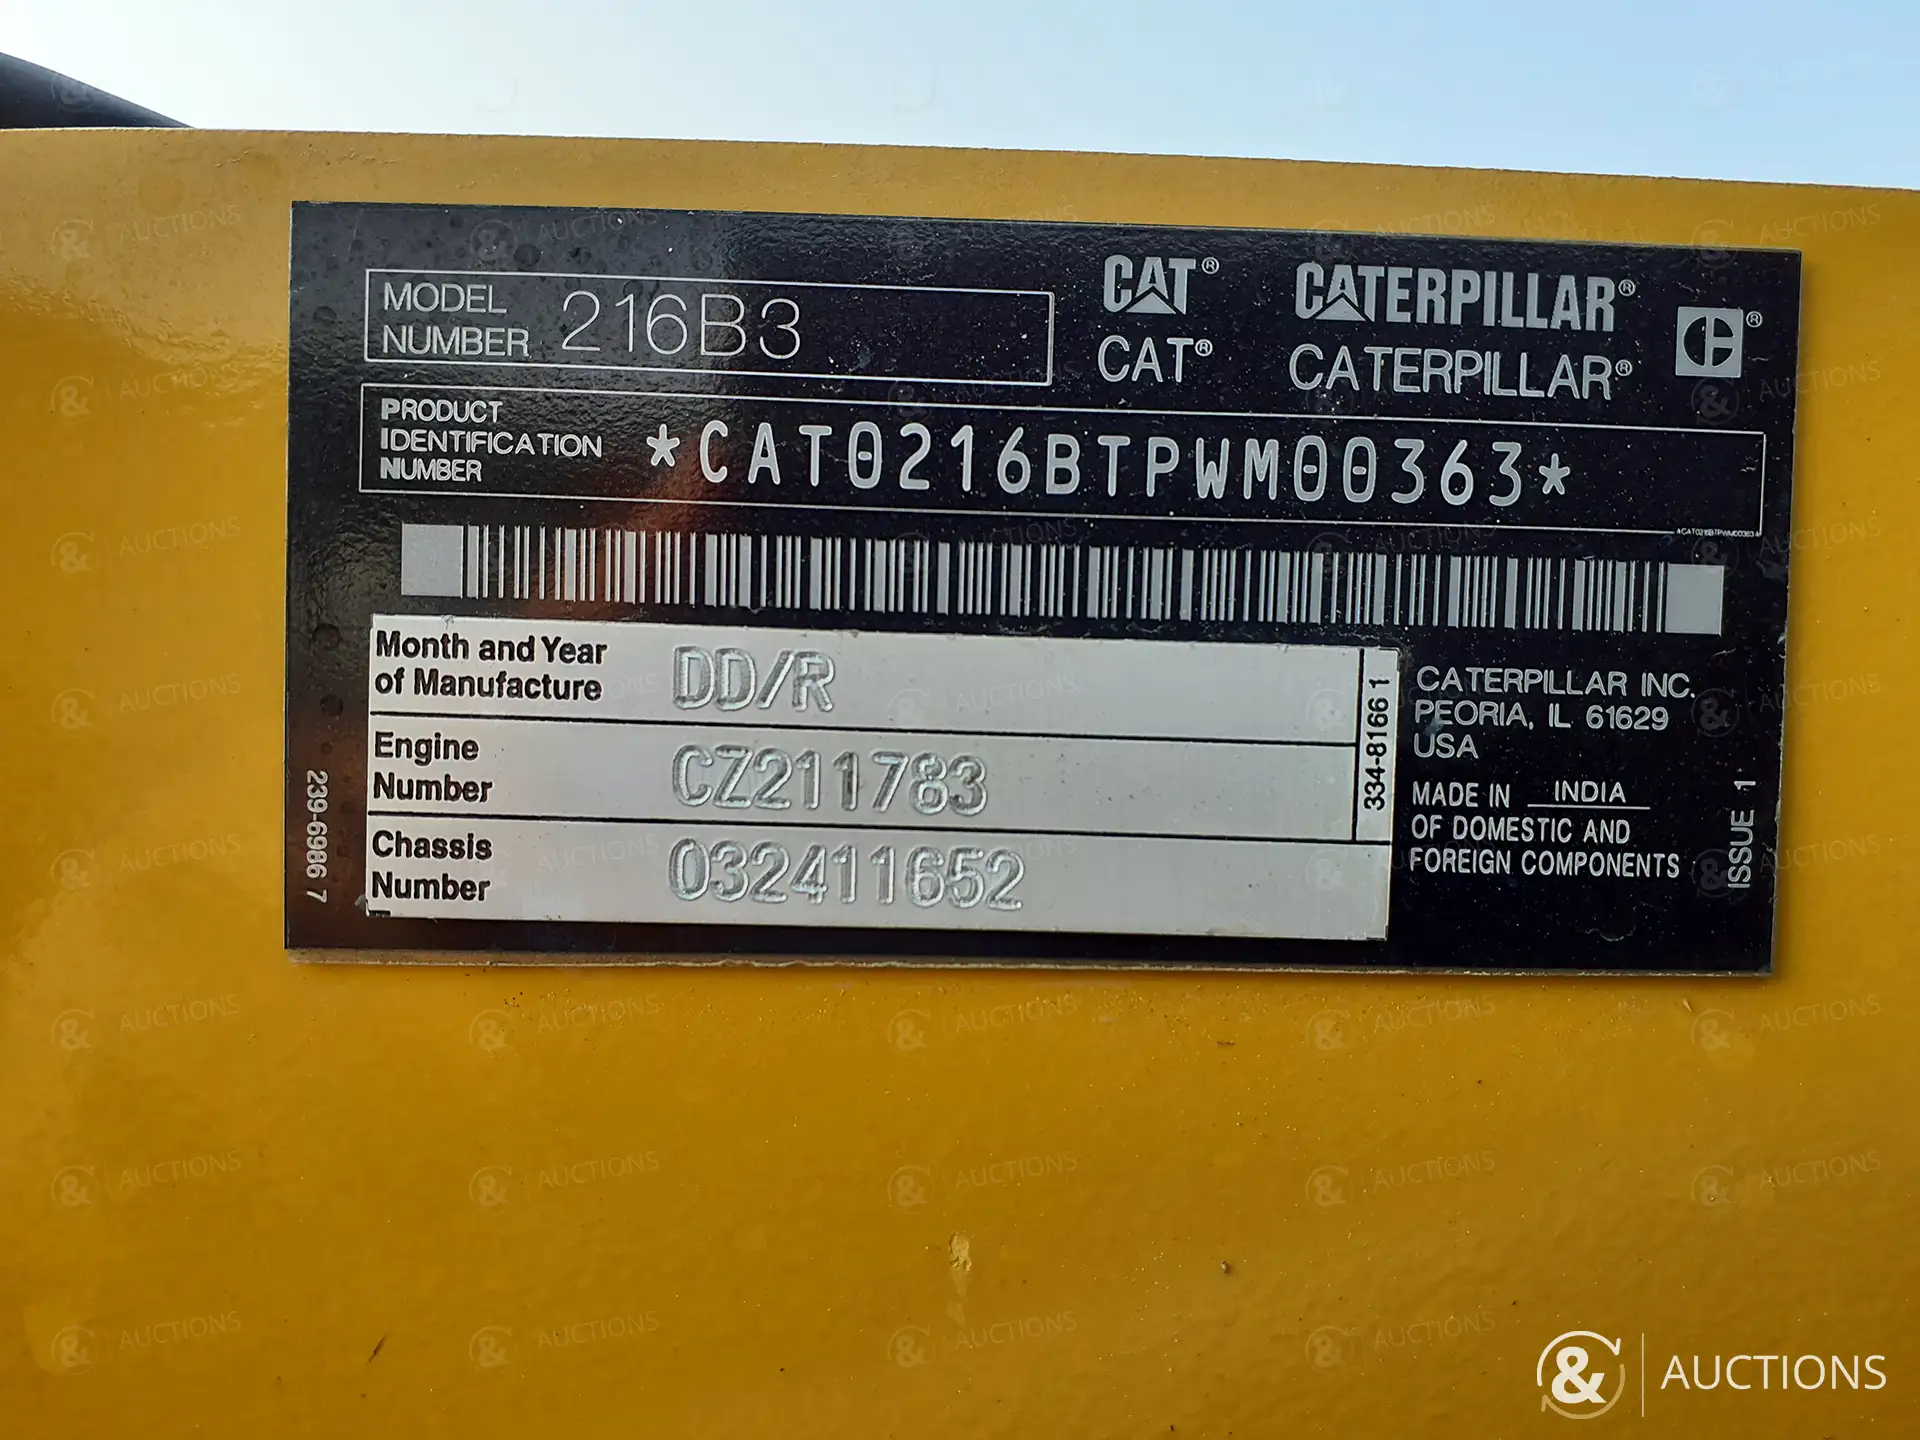 MODEL
NUMBER 216B3
CAT® CATERPILLAR®
CAT® CATERPILLAR®
PRODUCT
IDENTIFICATION
NUMBER
*CAT0216BTPWM00363*
*CAT0216BTPWM00363*
Month and Year
of Manufacture DD/R
Engine
Number CZ211783
Chassis
Number 032411652
334-8166 1
239-6986 7
CATERPILLAR INC.
PEORIA, IL 61629
USA
MADE IN INDIA
OF DOMESTIC AND
FOREIGN COMPONENTS
ISSUE 1
& AUCTIONS